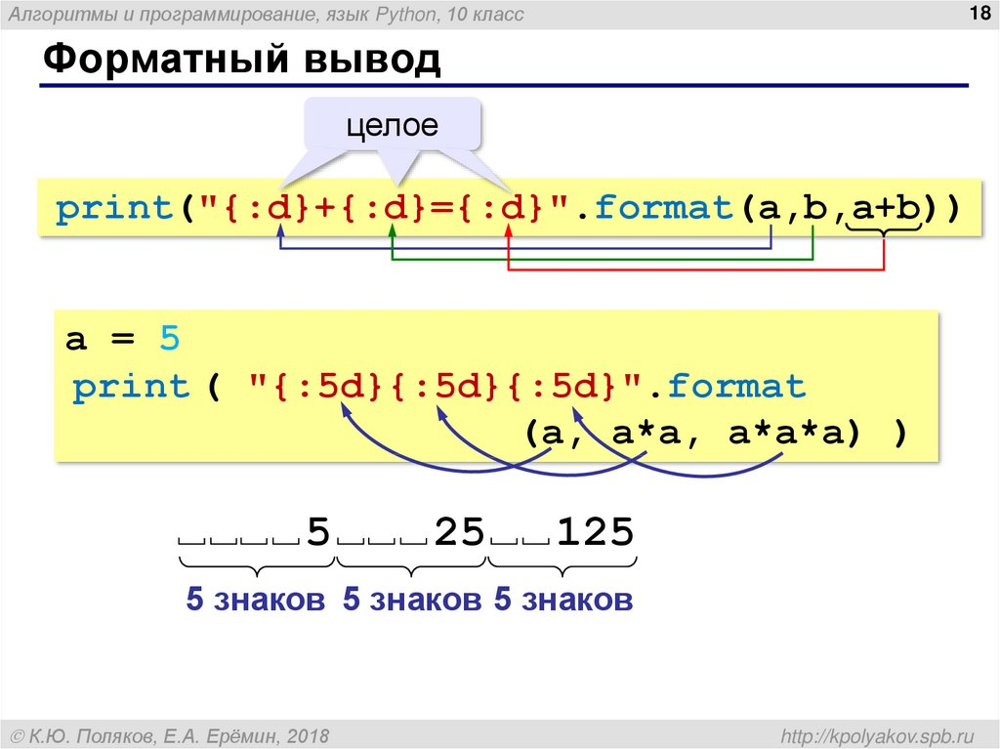 Алгоритмы и программирование, язык Python, 10 класс
18
Форматный вывод
целое
print("{:d}+{:d}={:d}".format(a,b,a+b))
a = 5
print ( "{:5d}{:5d}{:5d}".format
(a, a*a, a*a*a) )
5 25 125
5 знаков 5 знаков 5 знаков
© К.Ю. Поляков, Е.А. Ерёмин, 2018
http://kpolyakov.spb.ru